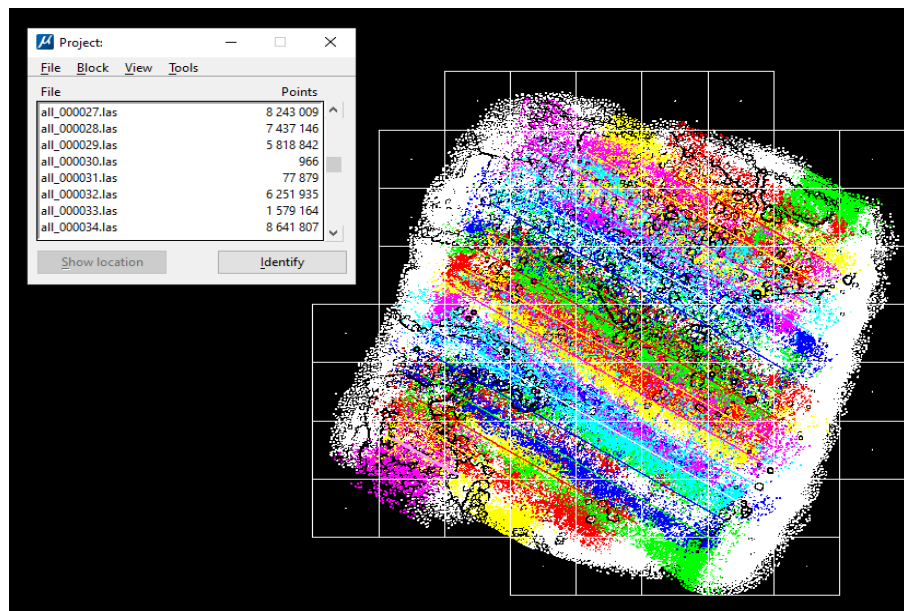 μ Project:
File Block View Tools
File Points
all_000027.las 8 243 009
all_000028.las 7 437 146
all_000029.las 5 818 842
all_000030.las 966
all_000031.las 77 879
all_000032.las 6 251 935
all_000033.las 1 579 164
all_000034.las 8 641 807
Show location Identify